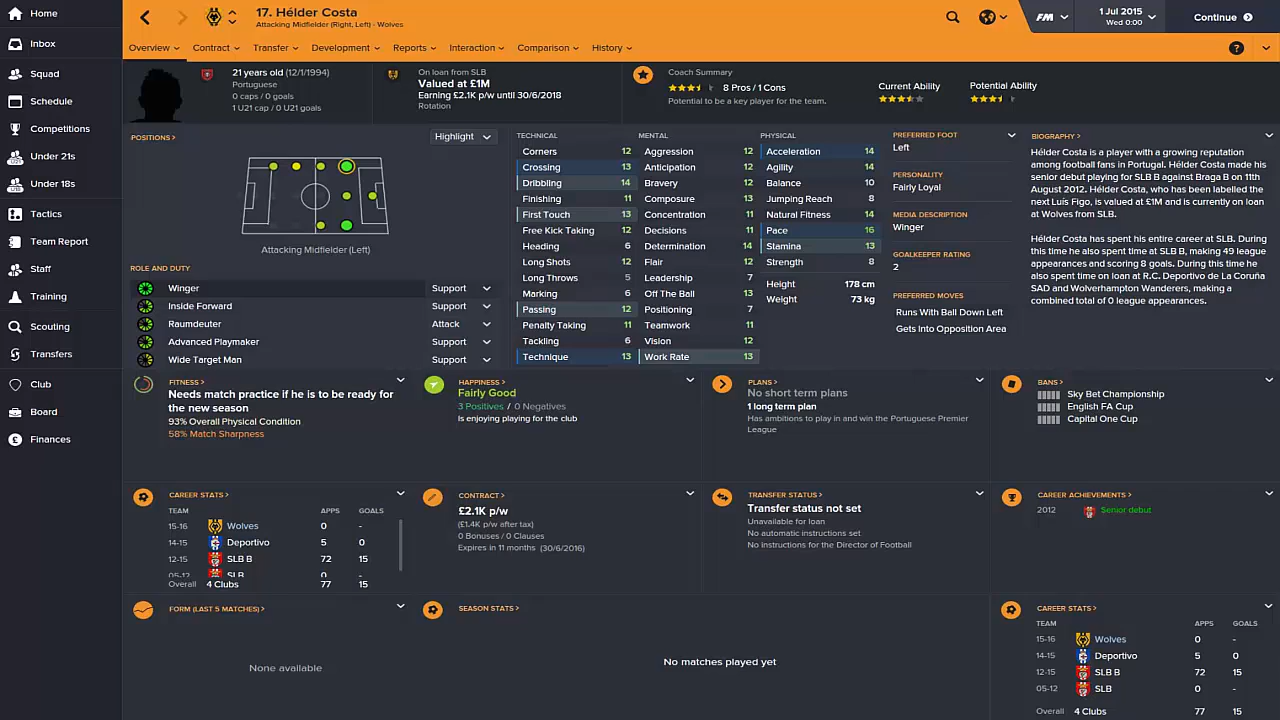 Home
Inbox
Squad
Schedule
Competitions
Under 21s
Under 18s
Tactics
Team Report
Staff
Training
Scouting
Transfers
Club
Board
Finances
17. Hélder Costa
Attacking Midfielder (Right, Left) - Wolves
FM
1 Jul 2015
Wed 0:00
Continue
Overview Contract Transfer Development Reports Interaction Comparison History
?
21 years old (12/1/1994)
Portuguese
0 caps / 0 goals
1 U21 cap / 0 U21 goals
On loan from SLB
Valued at £1M
Earning £2.1K p/w until 30/6/2018
Rotation
Coach Summary
8 Pros / 1 Cons
Potential to be a key player for the team.
Current Ability
Potential Ability
POSITIONS >
Highlight
Attacking Midfielder (Left)
ROLE AND DUTY
Winger Support
Inside Forward Support
Raumdeuter Attack
Advanced Playmaker Support
Wide Target Man Support
TECHNICAL
Corners 12
Crossing 13
Dribbling 14
Finishing 11
First Touch 13
Free Kick Taking 12
Heading 6
Long Shots 12
Long Throws 5
Marking 6
Passing 12
Penalty Taking 11
Tackling 6
Technique 13
MENTAL
Aggression 12
Anticipation 12
Bravery 12
Composure 13
Concentration 11
Decisions 11
Determination 14
Flair 12
Leadership 7
Off The Ball 13
Positioning 7
Teamwork 11
Vision 12
Work Rate 13
PHYSICAL
Acceleration 14
Agility 14
Balance 10
Jumping Reach 8
Natural Fitness 14
Pace 16
Stamina 13
Strength 8
Height 178 cm
Weight 73 kg
PREFERRED FOOT
Left
PERSONALITY
Fairly Loyal
MEDIA DESCRIPTION
Winger
GOALKEEPER RATING
2
PREFERRED MOVES
Runs With Ball Down Left
Gets Into Opposition Area
BIOGRAPHY >
Hélder Costa is a player with a growing reputation
among football fans in Portugal. Hélder Costa made his
senior debut playing for SLB B against Braga B on 11th
August 2012. Hélder Costa, who has been labelled the
next Luís Figo, is valued at £1M and is currently on loan
at Wolves from SLB.
Hélder Costa has spent his entire career at SLB. During
this time he also spent time at SLB B, making 49 league
appearances and scoring 8 goals. During this time he
also spent time on loan at R.C. Deportivo de La Coruña
SAD and Wolverhampton Wanderers, making a
combined total of 0 league appearances.
FITNESS >
Needs match practice if he is to be ready for
the new season
93% Overall Physical Condition
58% Match Sharpness
HAPPINESS >
Fairly Good
3 Positives / 0 Negatives
Is enjoying playing for the club
PLANS >
No short term plans
1 long term plan
Has ambitions to play in and win the Portuguese Premier
League
BANS >
Sky Bet Championship
English FA Cup
Capital One Cup
CAREER STATS >
TEAM APPS GOALS
15-16 Wolves 0 -
14-15 Deportivo 5 0
12-15 SLB B 72 15
05-12 SLB 0 -
Overall 4 Clubs 77 15
CONTRACT >
£2.1K p/w
(£1.4K p/w after tax)
0 Bonuses / 0 Clauses
Expires in 11 months (30/6/2016)
TRANSFER STATUS >
Transfer status not set
Unavailable for loan
No automatic instructions set
No instructions for the Director of Football
CAREER ACHIEVEMENTS >
2012 Senior debut
FORM (LAST 5 MATCHES) >
None available
SEASON STATS >
No matches played yet
CAREER STATS >
TEAM APPS GOALS
15-16 Wolves 0 -
14-15 Deportivo 5 0
12-15 SLB B 72 15
05-12 SLB 0 -
Overall 4 Clubs 77 15